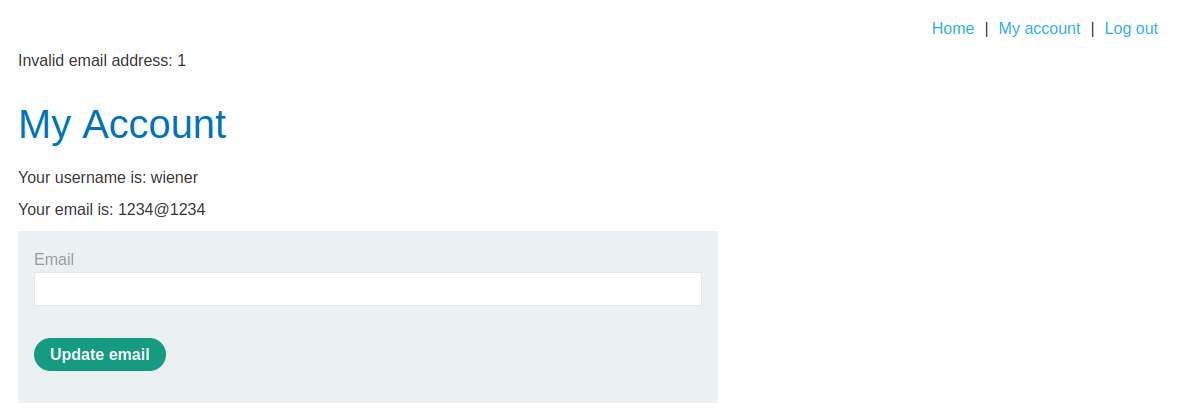 Home | My account | Log out
Invalid email address: 1
My Account
Your username is: wiener
Your email is: 1234@1234
Email
Update email